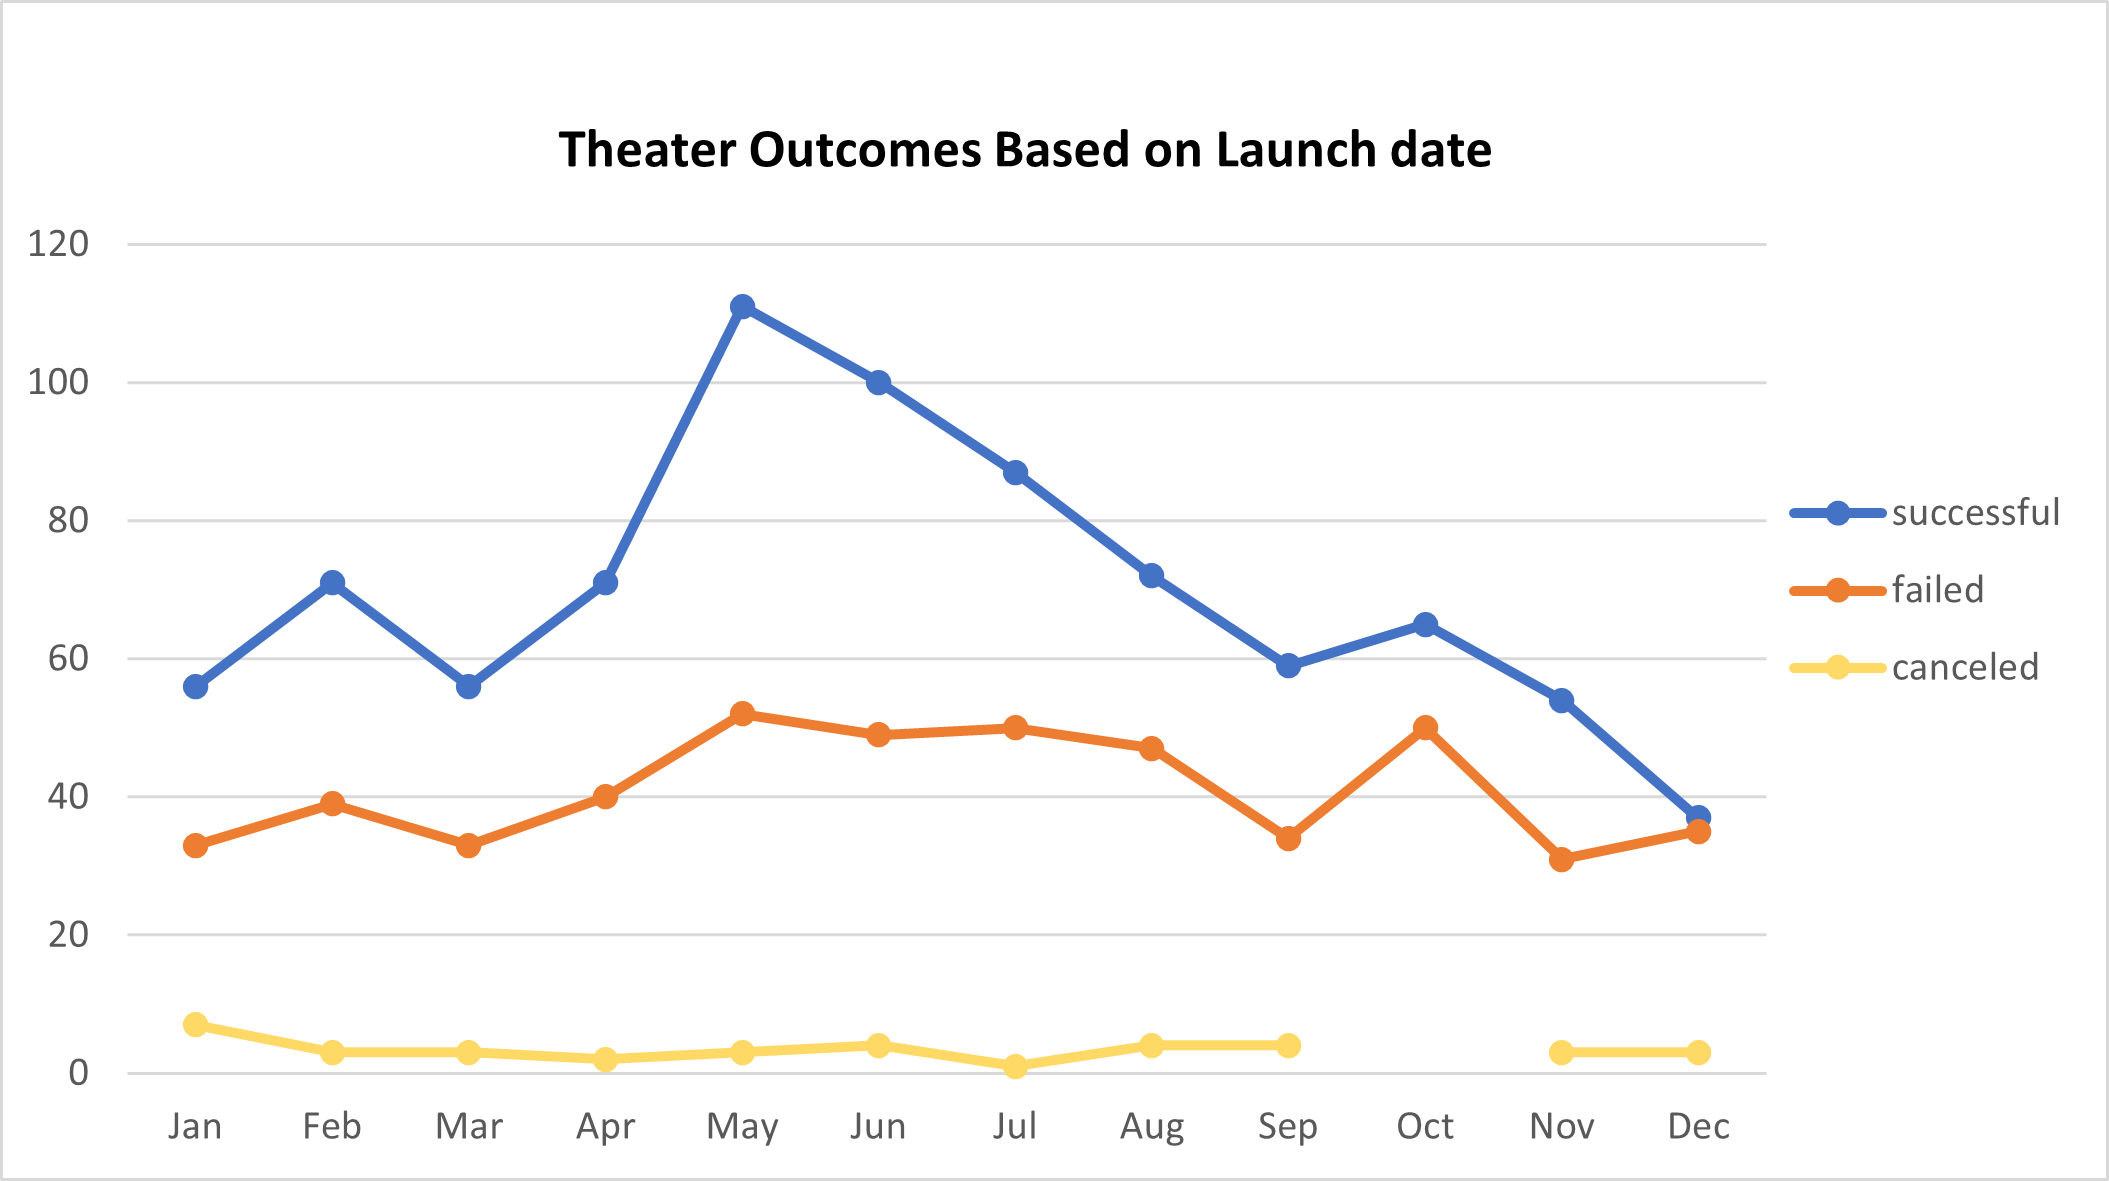 Theater Outcomes Based on Launch date
120
100
80
60
40
20
0
Jan Feb Mar Apr May Jun Jul Aug Sep Oct Nov Dec
successful
failed
canceled